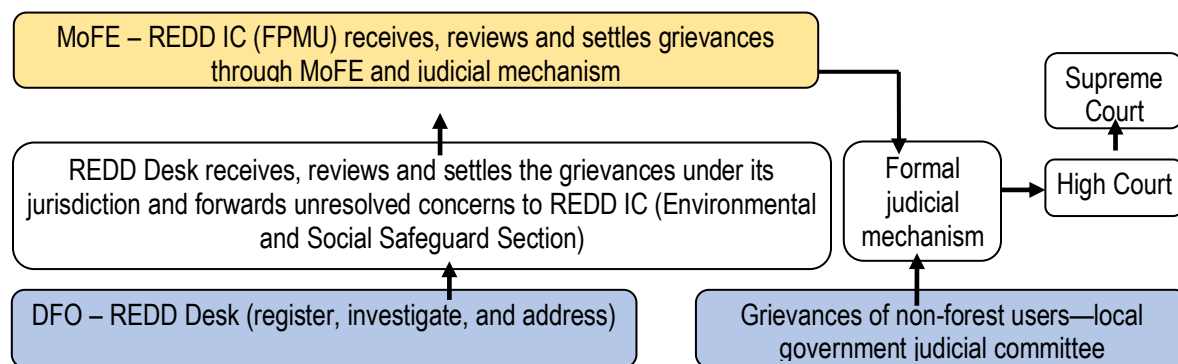 MoFE – REDD IC (FPMU) receives, reviews and settles grievances
through MoFE and judicial mechanism
Supreme
Court
REDD Desk receives, reviews and settles the grievances under its
jurisdiction and forwards unresolved concerns to REDD IC (Environmental
and Social Safeguard Section)
Formal
judicial
mechanism
High Court
DFO – REDD Desk (register, investigate, and address)
Grievances of non-forest users—local
government judicial committee